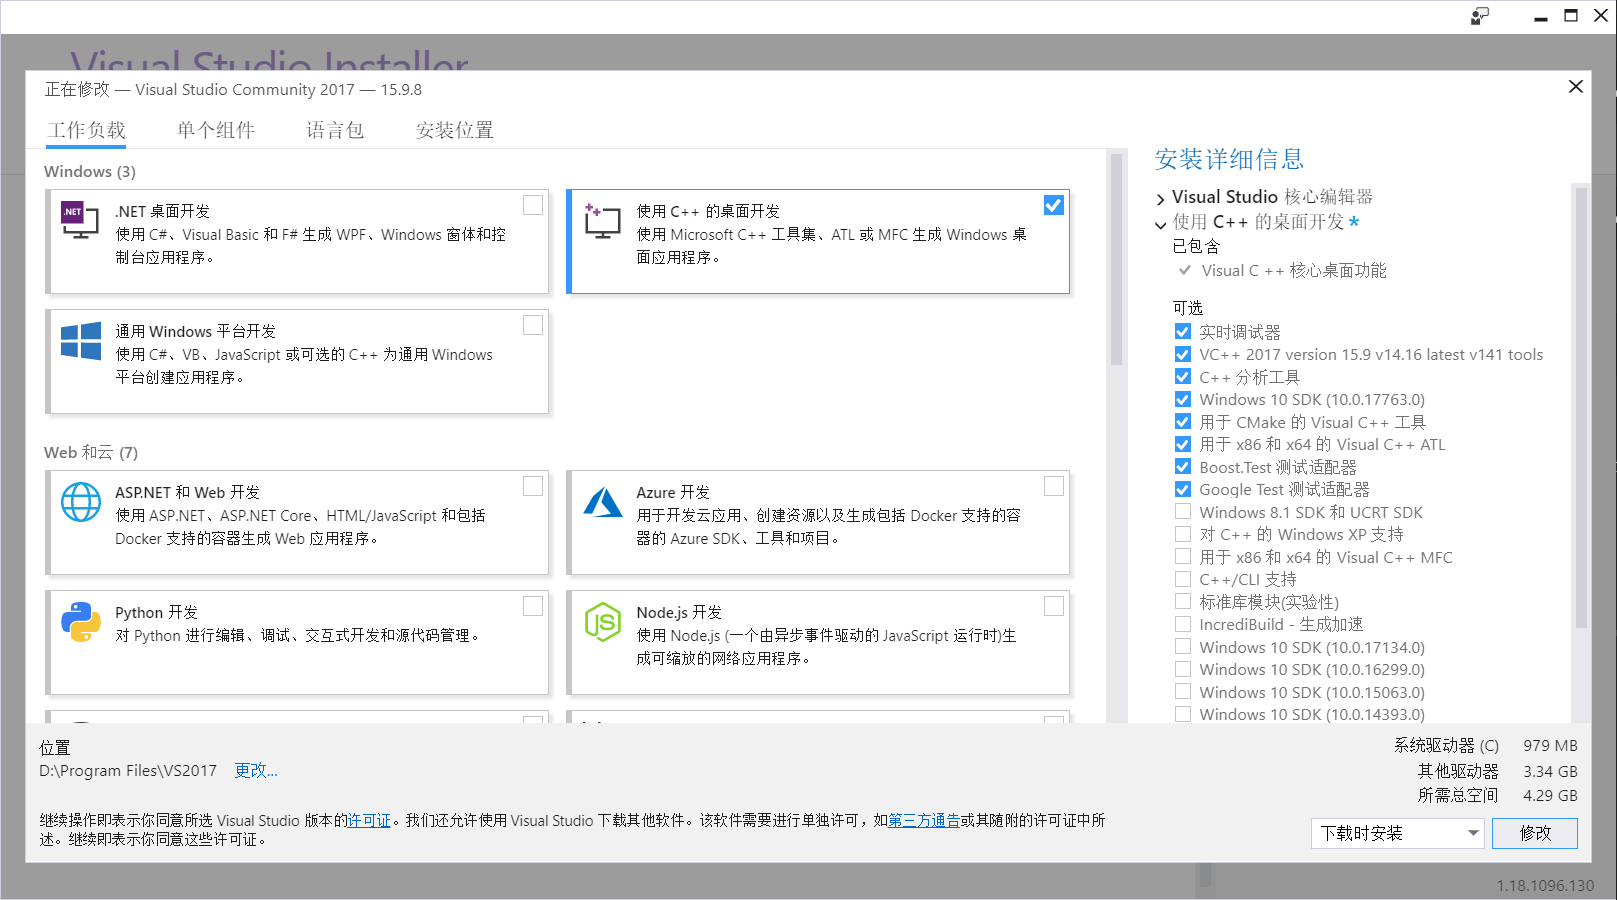 Visual Studio Installer
正在修改 — Visual Studio Community 2017 — 15.9.8
工作负载 单个组件 语言包 安装位置
Windows (3)
.NET
.NET 桌面开发
使用 C#、Visual Basic 和 F# 生成 WPF、Windows 窗体和控
制台应用程序。
使用 C++ 的桌面开发
使用 Microsoft C++ 工具集、ATL 或 MFC 生成 Windows 桌
面应用程序。
通用 Windows 平台开发
使用 C#、VB、JavaScript 或可选的 C++ 为通用 Windows
平台创建应用程序。
Web 和云 (7)
ASP.NET 和 Web 开发
使用 ASP.NET、ASP.NET Core、HTML/JavaScript 和包括
Docker 支持的容器生成 Web 应用程序。
Azure 开发
用于开发云应用、创建资源以及生成包括 Docker 支持的容
器的 Azure SDK、工具和项目。
Python 开发
对 Python 进行编辑、调试、交互式开发和源代码管理。
JS
Node.js 开发
使用 Node.js (一个由异步事件驱动的 JavaScript 运行时)生
成可缩放的网络应用程序。
安装详细信息
Visual Studio 核心编辑器
使用 C++ 的桌面开发 *
已包含
Visual C ++ 核心桌面功能
可选
实时调试器
VC++ 2017 version 15.9 v14.16 latest v141 tools
C++ 分析工具
Windows 10 SDK (10.0.17763.0)
用于 CMake 的 Visual C++ 工具
用于 x86 和 x64 的 Visual C++ ATL
Boost.Test 测试适配器
Google Test 测试适配器
Windows 8.1 SDK 和 UCRT SDK
对 C++ 的 Windows XP 支持
用于 x86 和 x64 的 Visual C++ MFC
C++/CLI 支持
标准库模块(实验性)
IncrediBuild - 生成加速
Windows 10 SDK (10.0.17134.0)
Windows 10 SDK (10.0.16299.0)
Windows 10 SDK (10.0.15063.0)
Windows 10 SDK (10.0.14393.0)
位置
D:\Program Files\VS2017 更改...
继续操作即表示你同意所选 Visual Studio 版本的许可证。我们还允许使用 Visual Studio 下载其他软件。该软件需要进行单独许可，如第三方通告或其随附的许可证中所
述。继续即表示你同意这些许可证。
系统驱动器 (C) 979 MB
其他驱动器 3.34 GB
所需总空间 4.29 GB
下载时安装 修改
1.18.1096.130